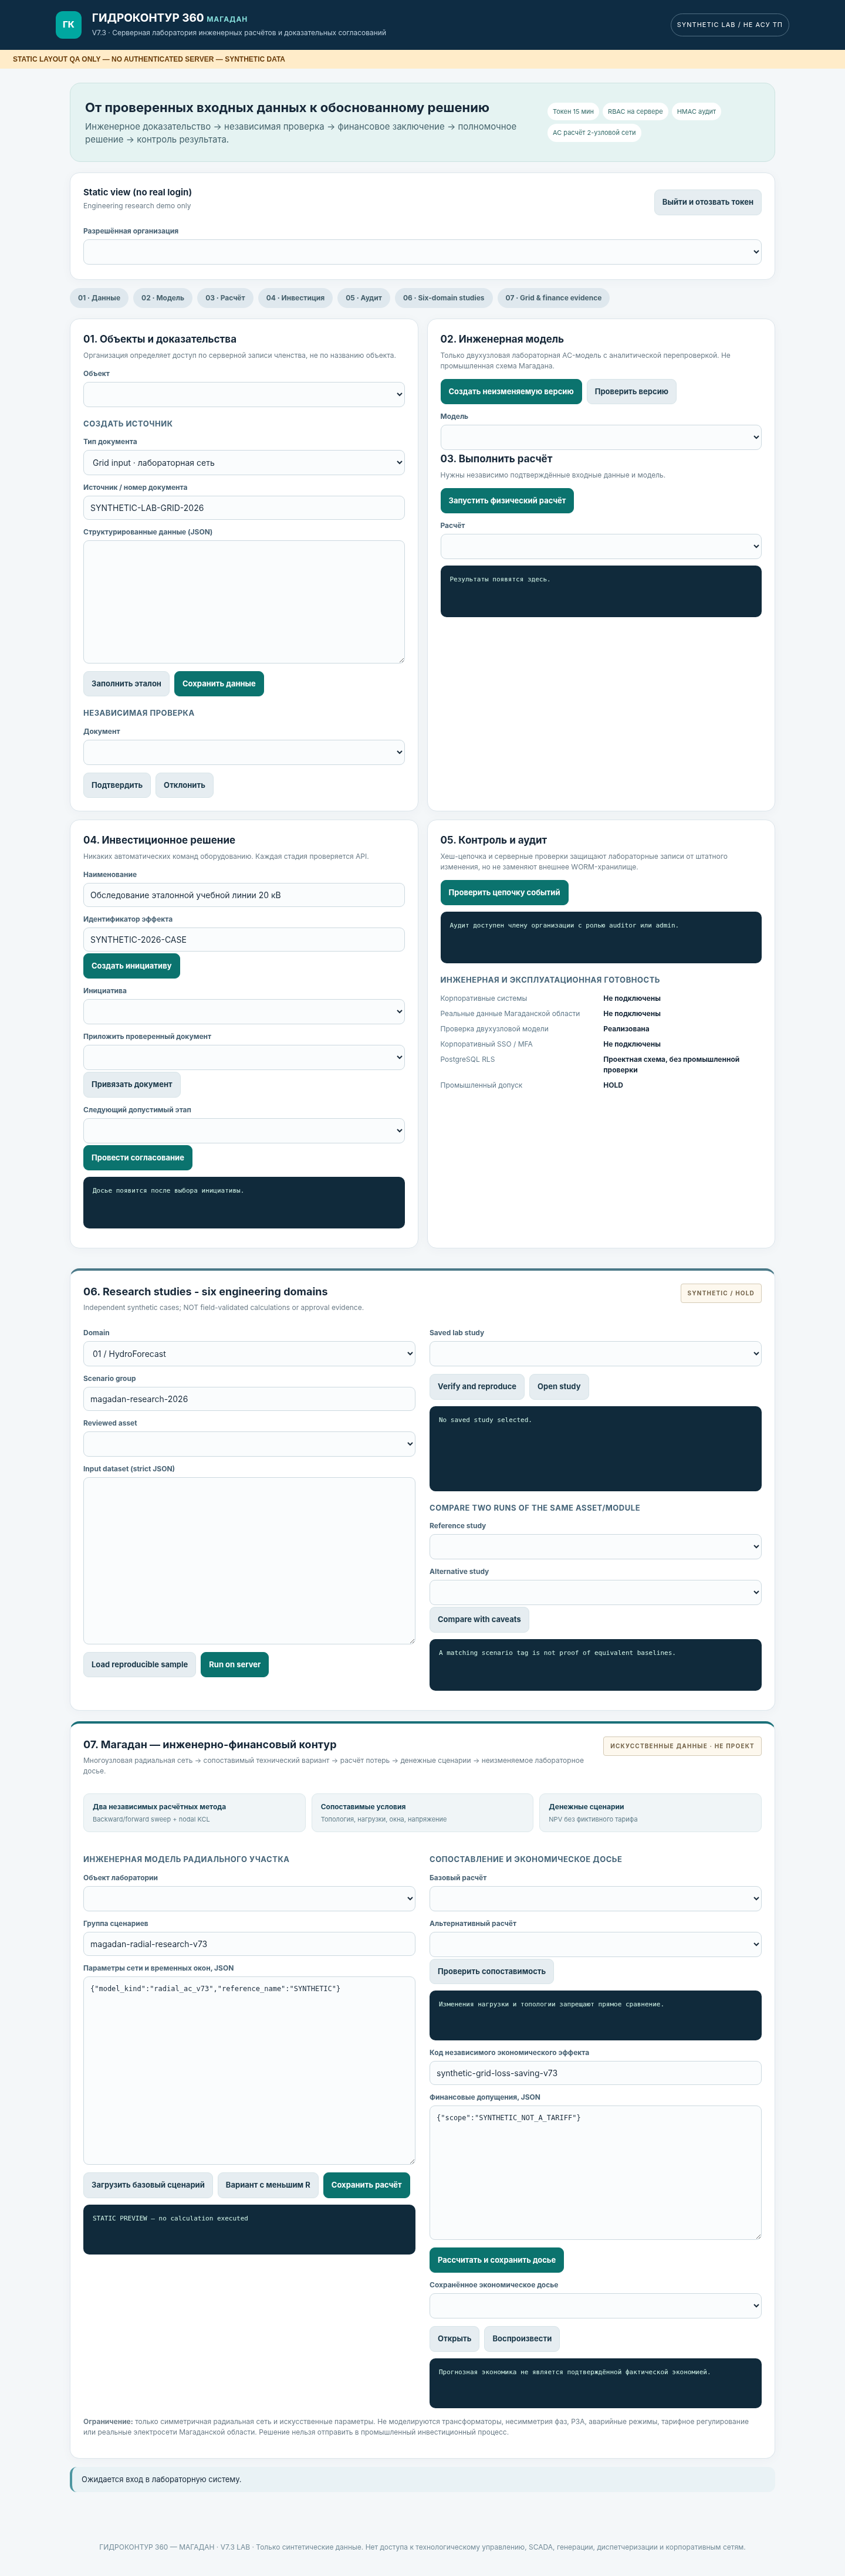 ГК
ГИДРОКОНТУР 360 МАГАДАН
V7.3 · Серверная лаборатория инженерных расчётов и доказательных согласований
SYNTHETIC LAB / НЕ АСУ ТП
STATIC LAYOUT QA ONLY — NO AUTHENTICATED SERVER — SYNTHETIC DATA
От проверенных входных данных к обоснованному решению
Инженерное доказательство → независимая проверка → финансовое заключение → полномочное
решение → контроль результата.
Токен 15 мин
RBAC на сервере
HMAC аудит
AC расчёт 2-узловой сети
Static view (no real login)
Engineering research demo only
Выйти и отозвать токен
Разрешённая организация
01 · Данные
02 · Модель
03 · Расчёт
04 · Инвестиция
05 · Аудит
06 · Six-domain studies
07 · Grid & finance evidence
01. Объекты и доказательства
Организация определяет доступ по серверной записи членства, не по названию объекта.
Объект
СОЗДАТЬ ИСТОЧНИК
Тип документа
Grid input · лабораторная сеть
Источник / номер документа
SYNTHETIC-LAB-GRID-2026
Структурированные данные (JSON)
Заполнить эталон
Сохранить данные
НЕЗАВИСИМАЯ ПРОВЕРКА
Документ
Подтвердить
Отклонить
02. Инженерная модель
Только двухузловая лабораторная AC-модель с аналитической перепроверкой. Не
промышленная схема Магадана.
Создать неизменяемую версию
Проверить версию
Модель
03. Выполнить расчёт
Нужны независимо подтверждённые входные данные и модель.
Запустить физический расчёт
Расчёт
Результаты появятся здесь.
04. Инвестиционное решение
Никаких автоматических команд оборудованию. Каждая стадия проверяется API.
Наименование
Обследование эталонной учебной линии 20 кВ
Идентификатор эффекта
SYNTHETIC-2026-CASE
Создать инициативу
Инициатива
Приложить проверенный документ
Привязать документ
Следующий допустимый этап
Провести согласование
Досье появится после выбора инициативы.
05. Контроль и аудит
Хеш-цепочка и серверные проверки защищают лабораторные записи от штатного
изменения, но не заменяют внешнее WORM-хранилище.
Проверить цепочку событий
Аудит доступен члену организации с ролью auditor или admin.
ИНЖЕНЕРНАЯ И ЭКСПЛУАТАЦИОННАЯ ГОТОВНОСТЬ
Корпоративные системы Не подключены
Реальные данные Магаданской области Не подключены
Проверка двухузловой модели Реализована
Корпоративный SSO / MFA Не подключены
PostgreSQL RLS Проектная схема, без промышленной
проверки
Промышленный допуск HOLD
06. Research studies - six engineering domains
Independent synthetic cases; NOT field-validated calculations or approval evidence.
SYNTHETIC / HOLD
Domain
01 / HydroForecast
Scenario group
magadan-research-2026
Reviewed asset
Input dataset (strict JSON)
Load reproducible sample
Run on server
Saved lab study
Verify and reproduce
Open study
No saved study selected.
COMPARE TWO RUNS OF THE SAME ASSET/MODULE
Reference study
Alternative study
Compare with caveats
A matching scenario tag is not proof of equivalent baselines.
07. Магадан — инженерно-финансовый контур
Многоузловая радиальная сеть → сопоставимый технический вариант → расчёт потерь → денежные сценарии → неизменяемое лабораторное
досье.
ИСКУССТВЕННЫЕ ДАННЫЕ · НЕ ПРОЕКТ
Два независимых расчётных метода
Backward/forward sweep + nodal KCL
Сопоставимые условия
Топология, нагрузки, окна, напряжение
Денежные сценарии
NPV без фиктивного тарифа
ИНЖЕНЕРНАЯ МОДЕЛЬ РАДИАЛЬНОГО УЧАСТКА
Объект лаборатории
Группа сценариев
magadan-radial-research-v73
Параметры сети и временных окон, JSON
{"model_kind":"radial_ac_v73","reference_name":"SYNTHETIC"}
Загрузить базовый сценарий
Вариант с меньшим R
Сохранить расчёт
STATIC PREVIEW — no calculation executed
СОПОСТАВЛЕНИЕ И ЭКОНОМИЧЕСКОЕ ДОСЬЕ
Базовый расчёт
Альтернативный расчёт
Проверить сопоставимость
Изменения нагрузки и топологии запрещают прямое сравнение.
Код независимого экономического эффекта
synthetic-grid-loss-saving-v73
Финансовые допущения, JSON
{"scope":"SYNTHETIC_NOT_A_TARIFF"}
Рассчитать и сохранить досье
Сохранённое экономическое досье
Открыть
Воспроизвести
Прогнозная экономика не является подтверждённой фактической экономией.
Ограничение: только симметричная радиальная сеть и искусственные параметры. Не моделируются трансформаторы, несимметрия фаз, РЗА, аварийные режимы, тарифное регулирование
или реальные электросети Магаданской области. Решение нельзя отправить в промышленный инвестиционный процесс.
Ожидается вход в лабораторную систему.
ГИДРОКОНТУР 360 — МАГАДАН · V7.3 LAB · Только синтетические данные. Нет доступа к технологическому управлению, SCADA, генерации, диспетчеризации и корпоративным сетям.